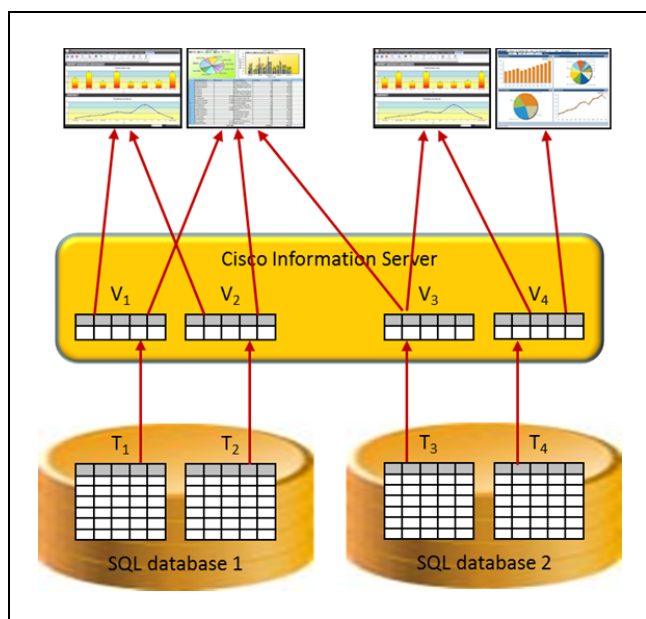 Cisco Information Server
V1 V2 V3 V4
T1 T2 T3 T4
SQL database 1 SQL database 2